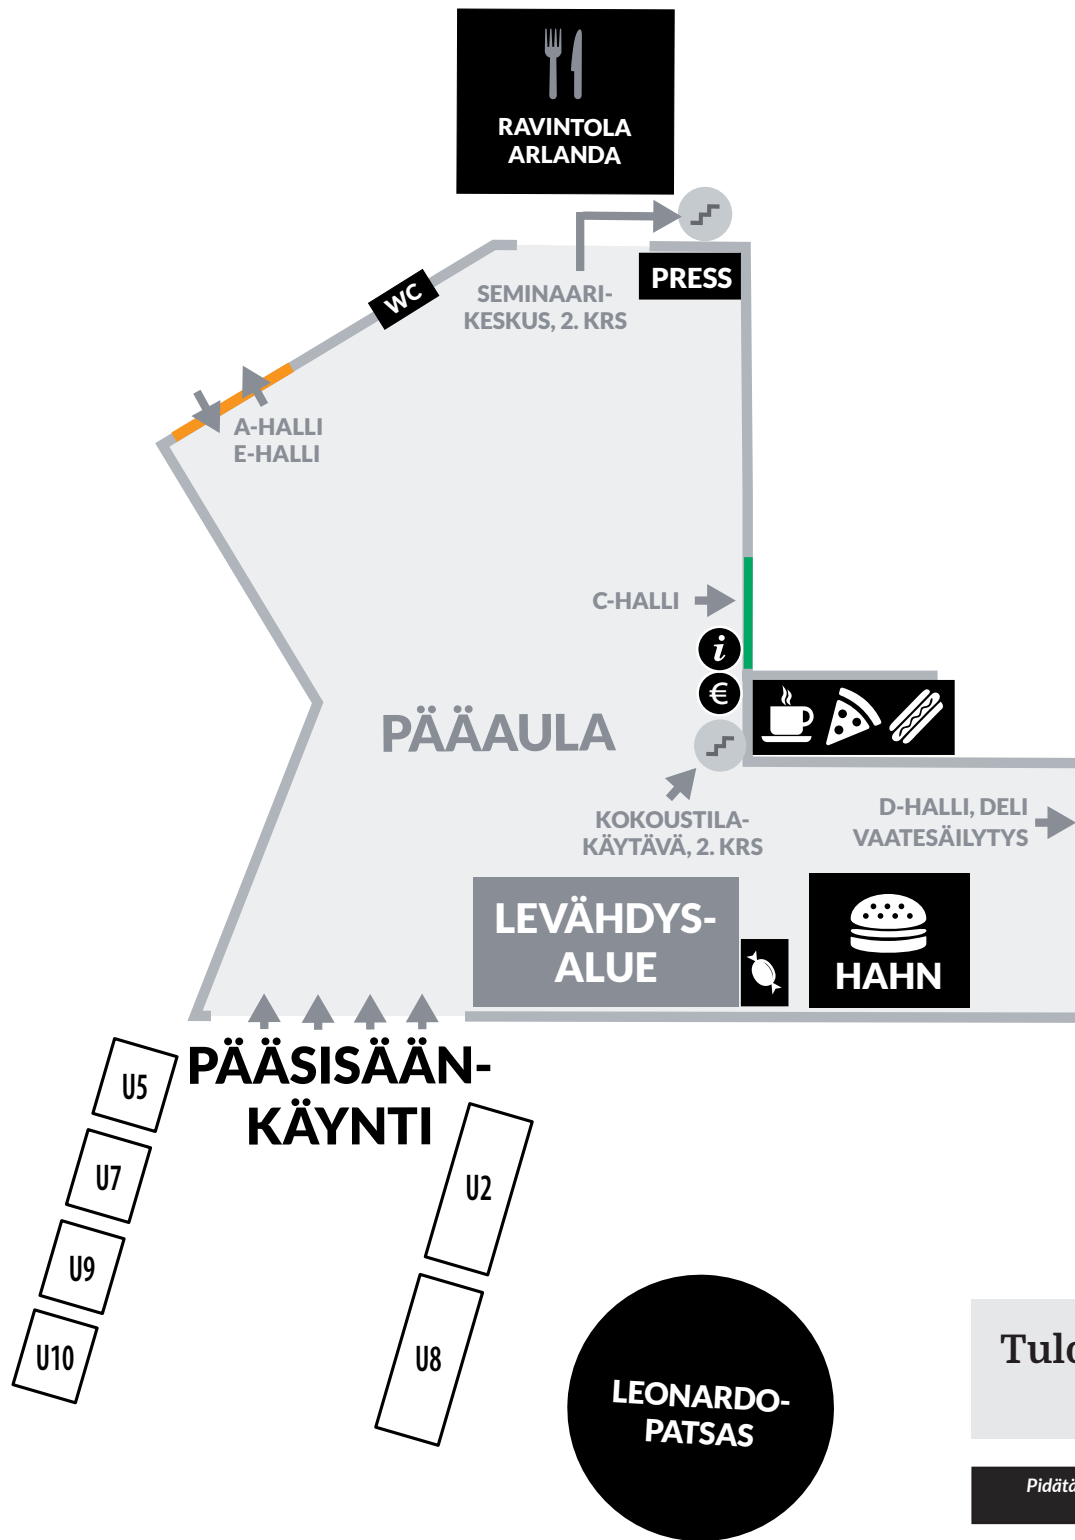 RAVINTOLA
ARLANDA
PRESS
WC
SEMINAARI-
KESKUS, 2. KRS
A-HALLI
E-HALLI
C-HALLI
i
€
PÄÄAULA
KOKOUSTILA-
KÄYTÄVÄ, 2. KRS
D-HALLI, DELI
VAATESÄILYTYS
LEVÄHDYS-
ALUE
HAHN
PÄÄSISÄÄN-
KÄYNTI
U5
U7
U9
U10
U2
U8
LEONARDO-
PATSAS